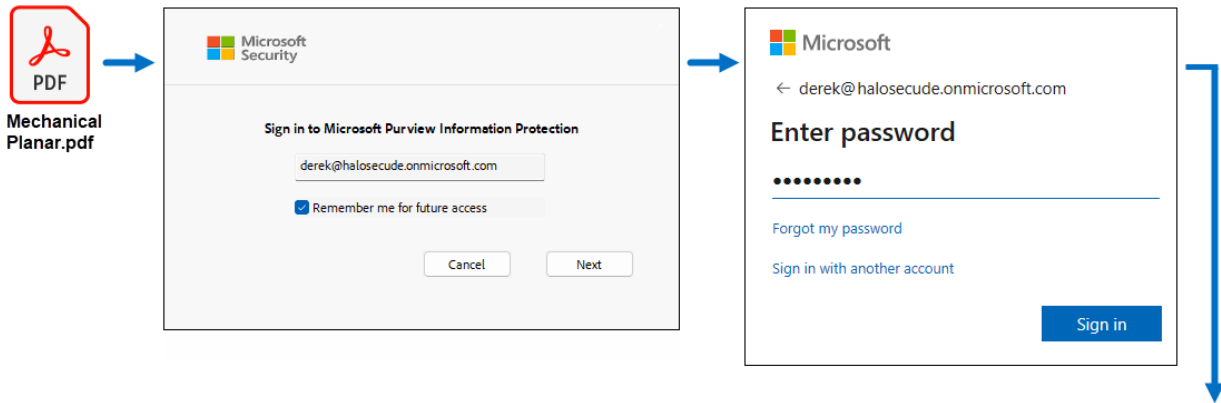 PDF
Mechanical
Planar.pdf
Microsoft
Security
Sign in to Microsoft Purview Information Protection
derek@halosecude.onmicrosoft.com
Remember me for future access
Cancel
Next
Microsoft
← derek@halosecude.onmicrosoft.com
Enter password
•••••••••
Forgot my password
Sign in with another account
Sign in